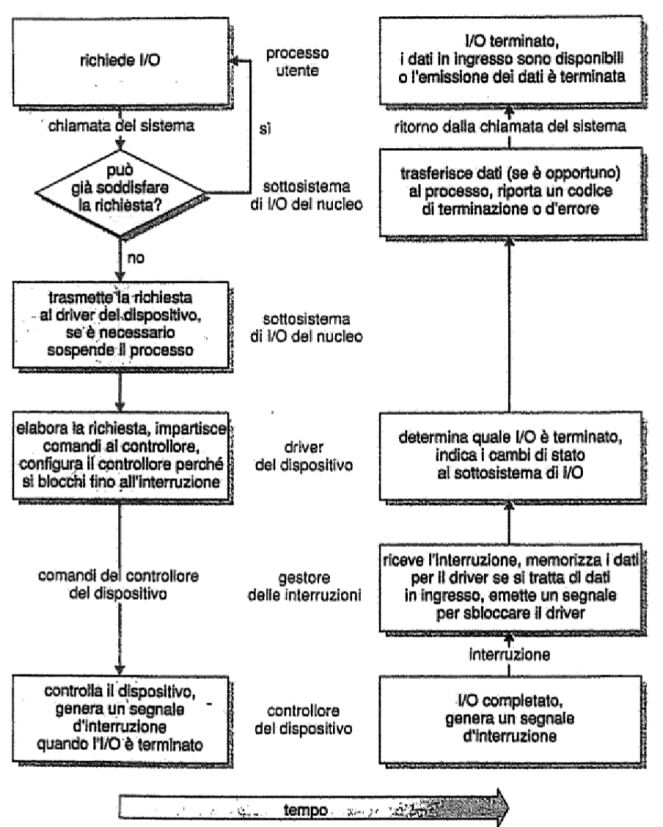 richiede I/O
processo
utente
I/O terminato,
i dati in ingresso sono disponibili
o l'emissione dei dati è terminata
chiamata del sistema
sì
ritorno dalla chiamata del sistema
può
già soddisfare
la richiesta?
sottosistema
di I/O del nucleo
trasferisce dati (se è opportuno)
al processo, riporta un codice
di terminazione o d'errore
no
trasmette la richiesta
al driver del dispositivo,
se è necessario
sospende il processo
sottosistema
di I/O del nucleo
elabora la richiesta, impartisce
comandi al controllore,
configura il controllore perché
si blocchi fino all'interruzione
driver
del dispositivo
determina quale I/O è terminato,
indica i cambi di stato
al sottosistema di I/O
comandi del controllore
del dispositivo
gestore
delle interruzioni
riceve l'interruzione, memorizza i dati
per il driver se si tratta di dati
in ingresso, emette un segnale
per sbloccare il driver
interruzione
controlla il dispositivo,
genera un segnale
d'interruzione
quando l'I/O è terminato
controllore
del dispositivo
I/O completato,
genera un segnale
d'interruzione
tempo